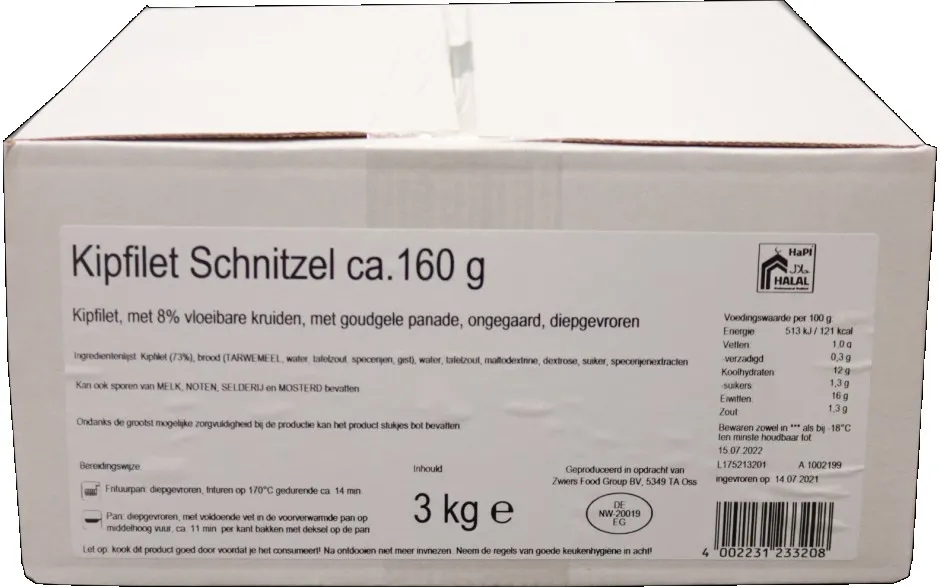 Kipfilet Schnitzel ca.160 g
HaPI
حلال
HALAL
Kipfilet, met 8% vloeibare kruiden, met goudgele panade, ongegaard, diepgevroren
Ingredientenlijst: Kipfilet (73%), brood (TARWEMEEL, water, tafelzout, specerijen, gist), water, tafelzout, maltodextrine, dextrose, suiker, specerijenextracten
Kan ook sporen van MELK, NOTEN, SELDERIJ en MOSTERD bevatten
Ondanks de grootst mogelijke zorgvuldigheid bij de productie kan het product stukjes bot bevatten
Voedingswaarde per 100 g:
Energie 513 kJ / 121 kcal
Vetten: 1,0 g
-verzadigd 0,3 g
Koolhydraten 12 g
-suikers: 1,3 g
Eiwitten: 16 g
Zout: 1,3 g
Bewaren zowel in *** als bij -18°C
ten minste houdbaar tot:
15.07.2022
L175213201 A 1002199
ingevroren op: 14.07.2021
Bereidingswijze:
Frituurpan: diepgevroren, frituren op 170°C gedurende ca. 14 min.
Pan: diepgevroren, met voldoende vet in de voorverwarmde pan op
middelhoog vuur, ca. 11 min. per kant bakken met deksel op de pan
Inhould
3 kg e
Geproduceerd in opdracht van
Zwiers Food Group BV, 5349 TA Oss
DE
NW-20019
EG
Let op: kook dit product goed door voordat je het consumeert! Na ontdooien niet meer invriezen. Neem de regels van goede keukenhygiëne in acht!
4 002231 233208